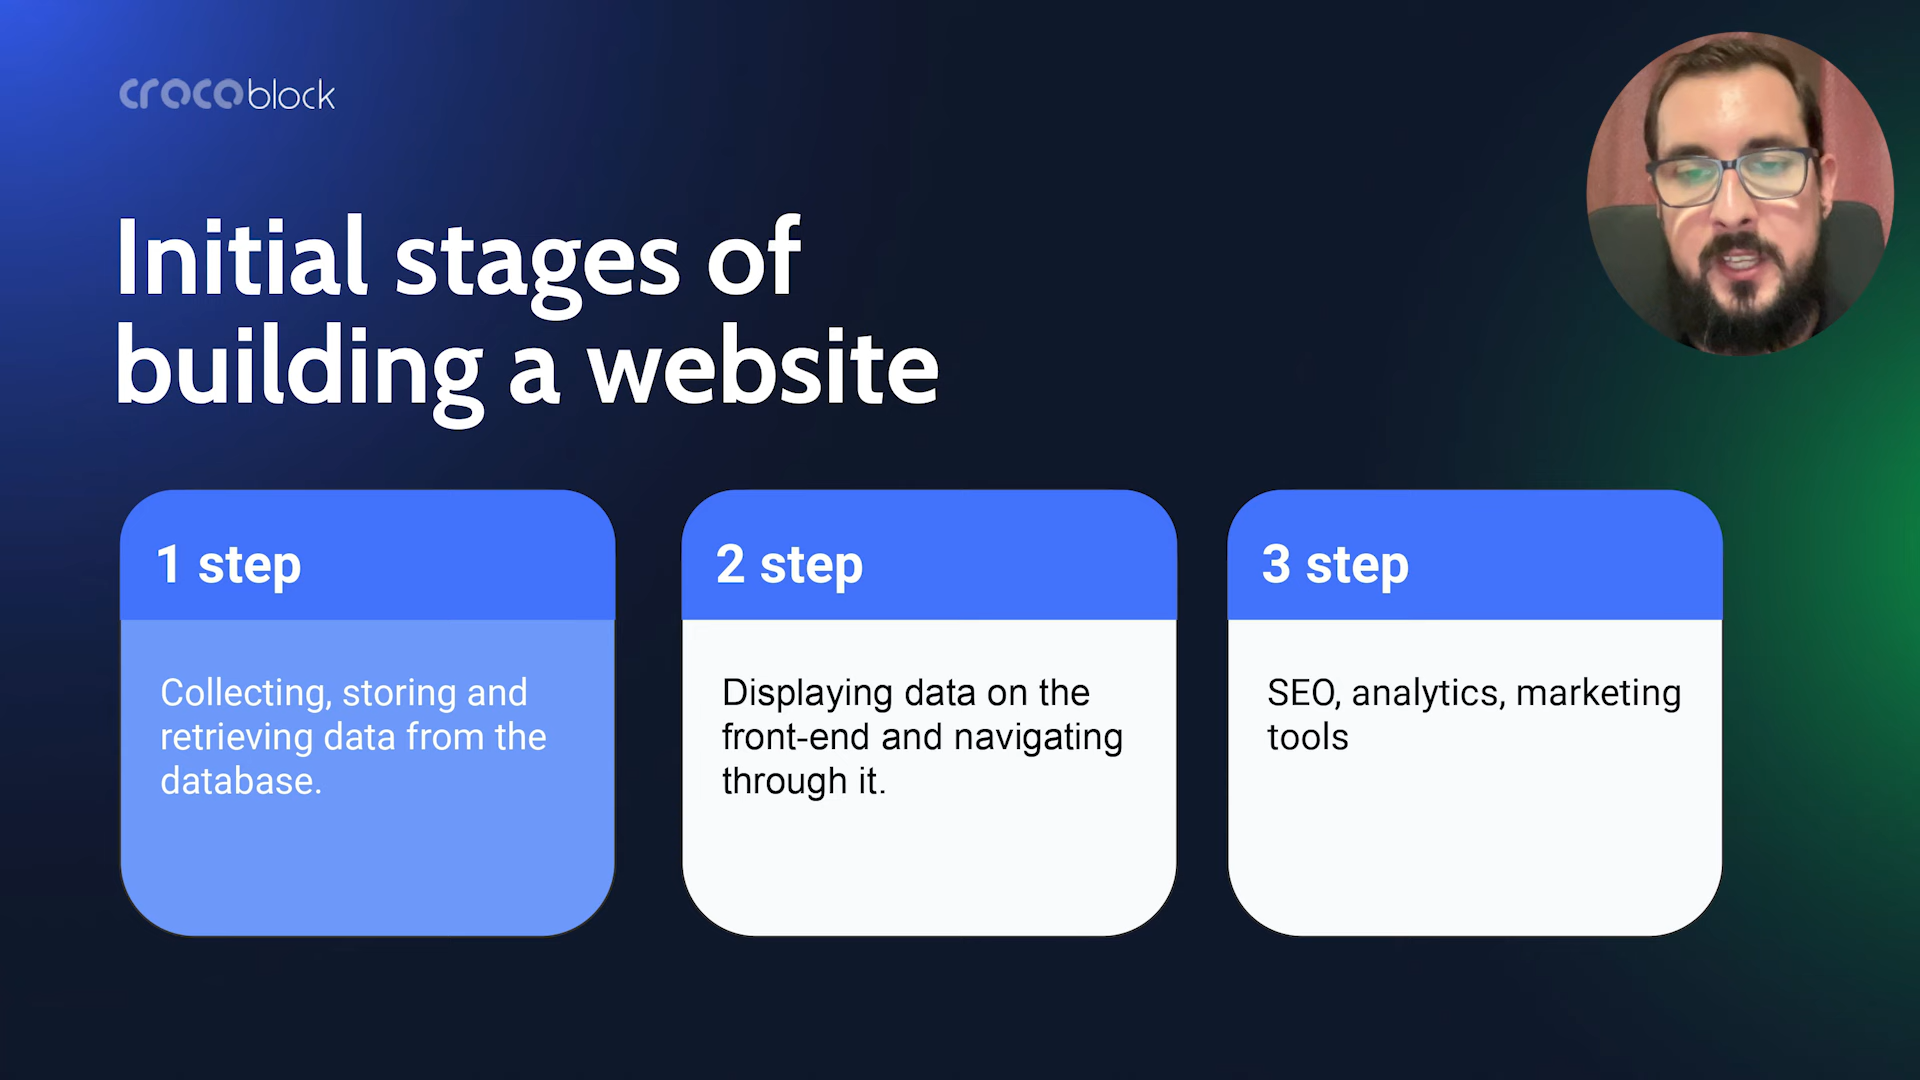 crocoblock
Initial stages of
building a website
1 step
Collecting, storing and
retrieving data from the
database.
2 step
Displaying data on the
front-end and navigating
through it.
3 step
SEO, analytics, marketing
tools